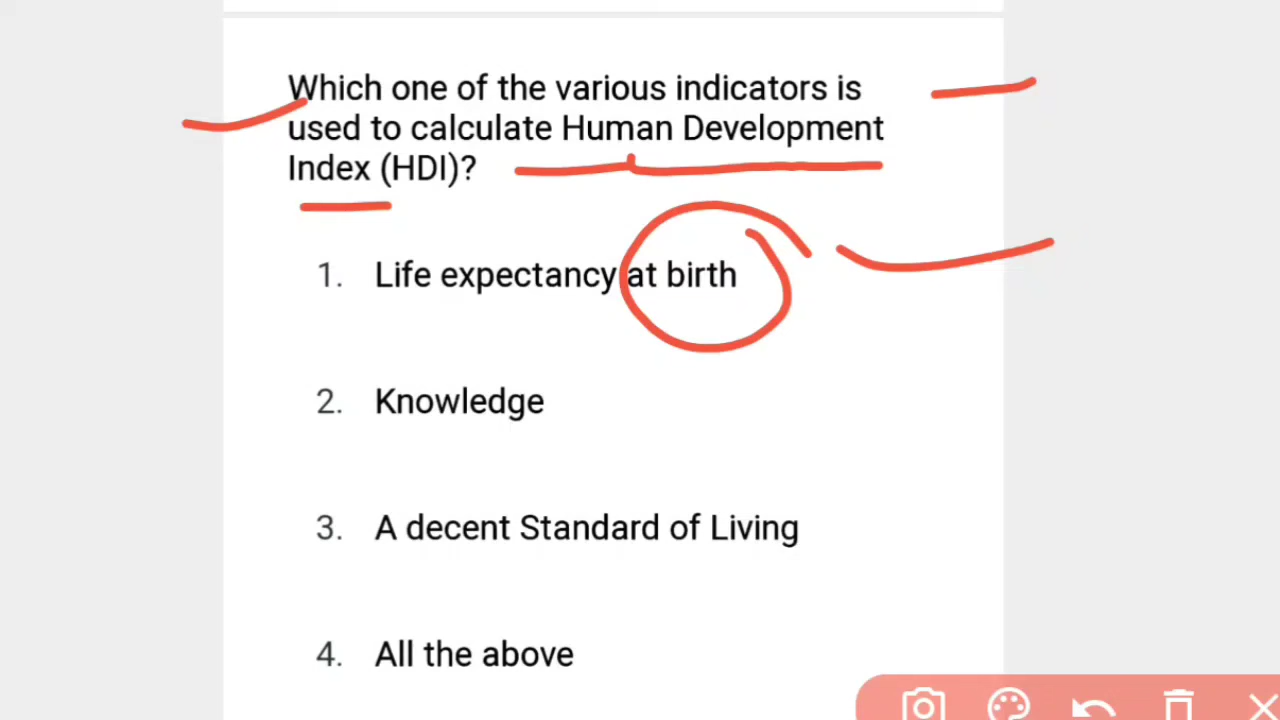 Which one of the various indicators is
used to calculate Human Development
Index (HDI)?
1. Life expectancy at birth
2. Knowledge
3. A decent Standard of Living
4. All the above